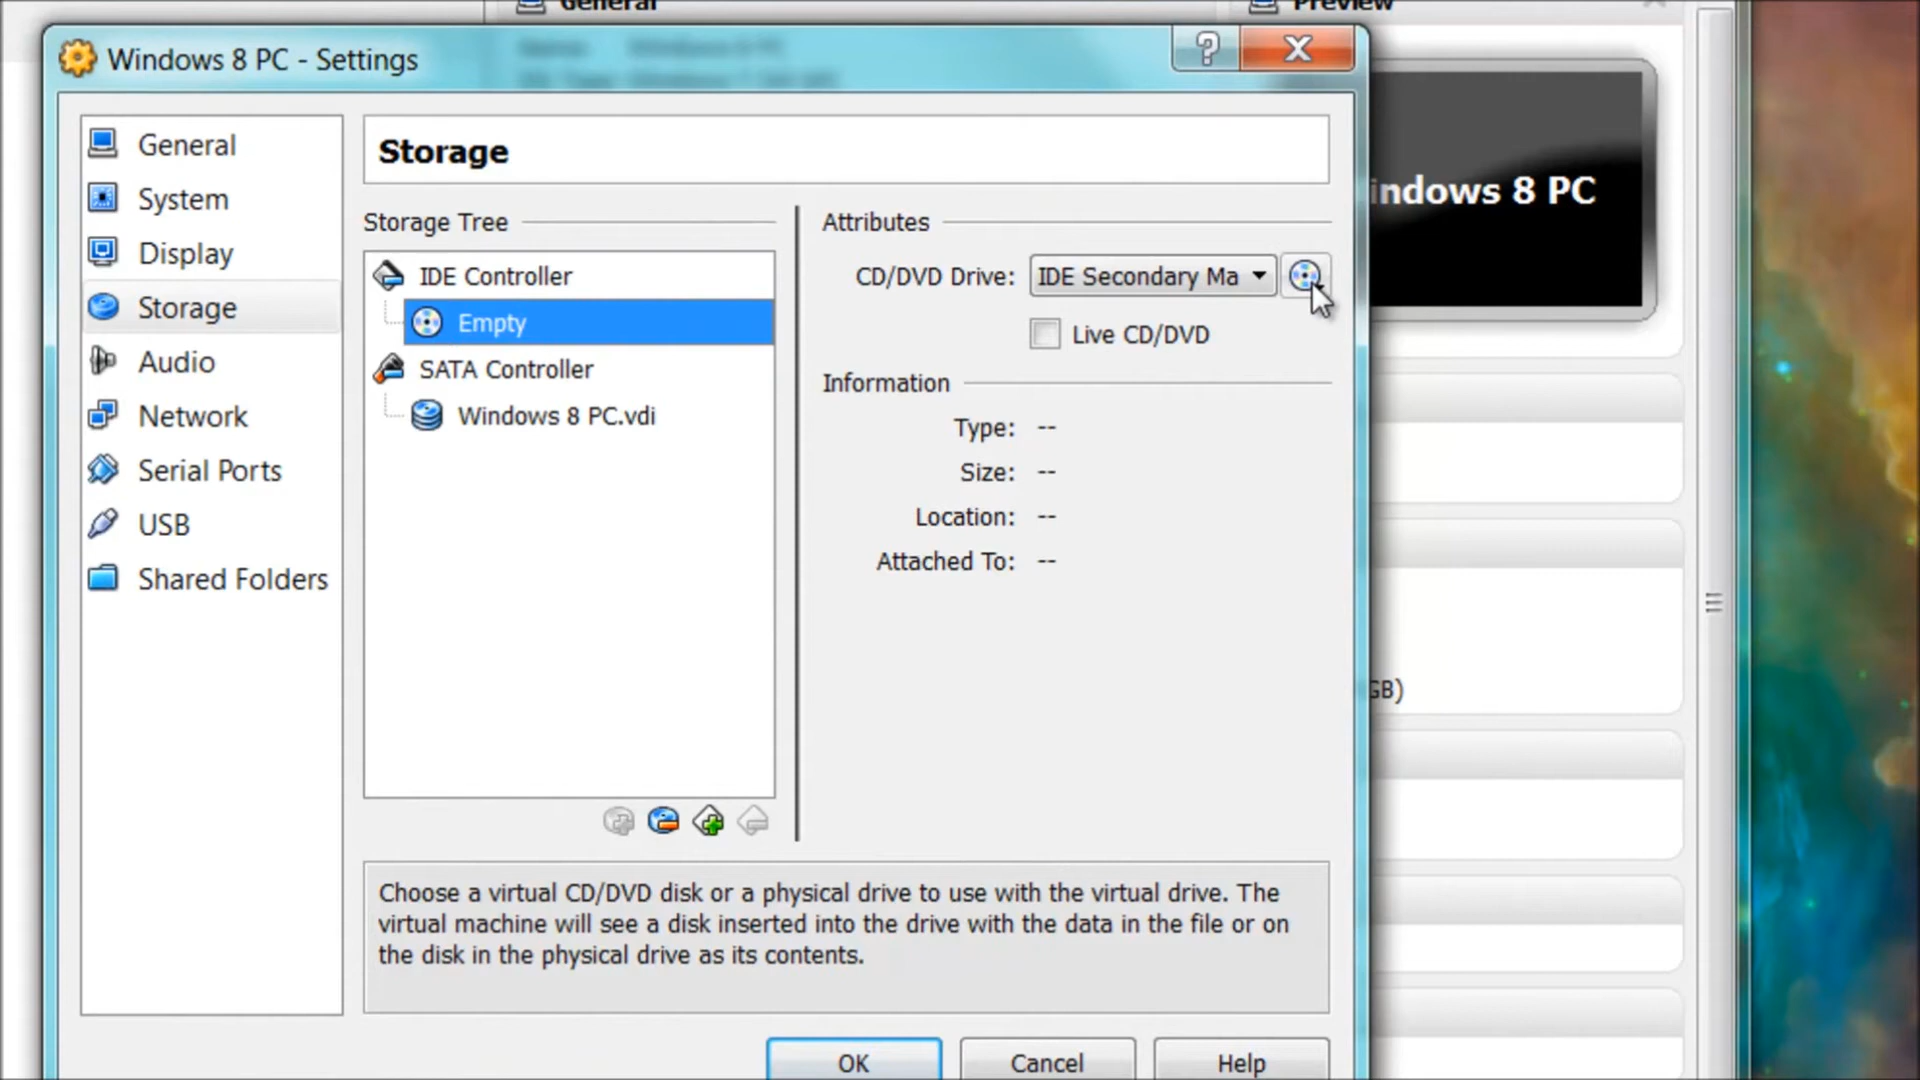 General
Preview
Windows 8 PC - Settings
?
General
System
Display
Storage
Audio
Network
Serial Ports
USB
Shared Folders
Storage
Storage Tree
IDE Controller
Empty
SATA Controller
Windows 8 PC.vdi
Attributes
CD/DVD Drive: IDE Secondary Ma
Live CD/DVD
Information
Type: --
Size: --
Location: --
Attached To: --
Choose a virtual CD/DVD disk or a physical drive to use with the virtual drive. The
virtual machine will see a disk inserted into the drive with the data in the file or on
the disk in the physical drive as its contents.
OK Cancel Help
indows 8 PC
GB)